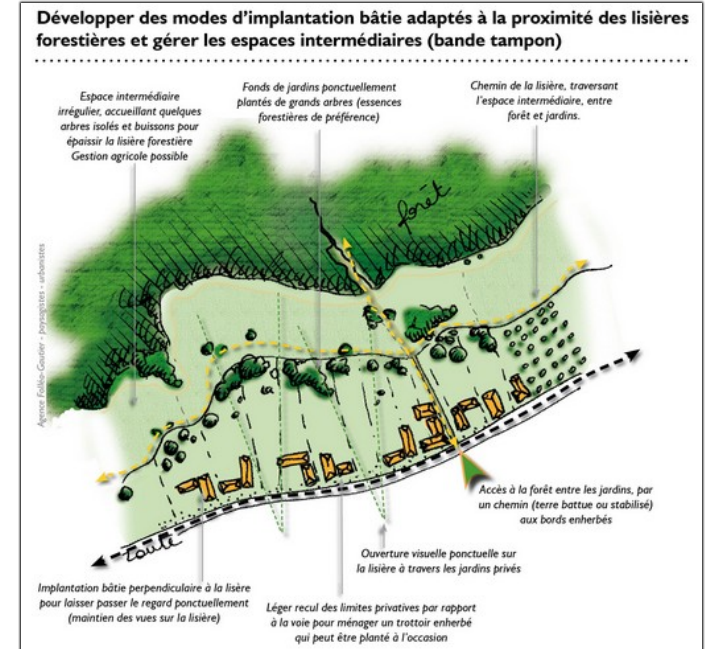 Développer des modes d'implantation bâtie adaptés à la proximité des lisières
forestières et gérer les espaces intermédiaires (bande tampon)
Espace intermédiaire
irrégulier, accueillant quelques
arbres isolés et buissons pour
épaissir la lisière forestière
Gestion agricole possible
Fonds de jardins ponctuellement
plantés de grands arbres (essences
forestières de préférence)
Chemin de la lisière, traversant
l'espace intermédiaire, entre
forêt et jardins.
forêt
Agence Folléa-Gautier - paysagistes - urbanistes
Accès à la forêt entre les jardins, par
un chemin (terre battue ou stabilisé)
aux bords enherbés
route
Ouverture visuelle ponctuelle sur
la lisière à travers les jardins privés
Implantation bâtie perpendiculaire à la lisère
pour laisser passer le regard ponctuellement
(maintien des vues sur la lisière)
Léger recul des limites privatives par rapport
à la voie pour ménager un trottoir enherbé
qui peut être planté à l'occasion